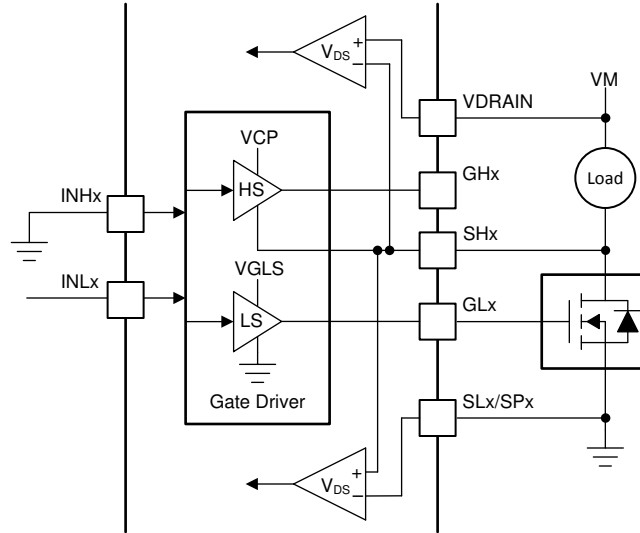 VDS
+
−
VDRAIN
VM
VCP
GHx
Load
INHx
HS
SHx
INLx
VGLS
GLx
LS
Gate Driver
SLx/SPx
VDS
+
−